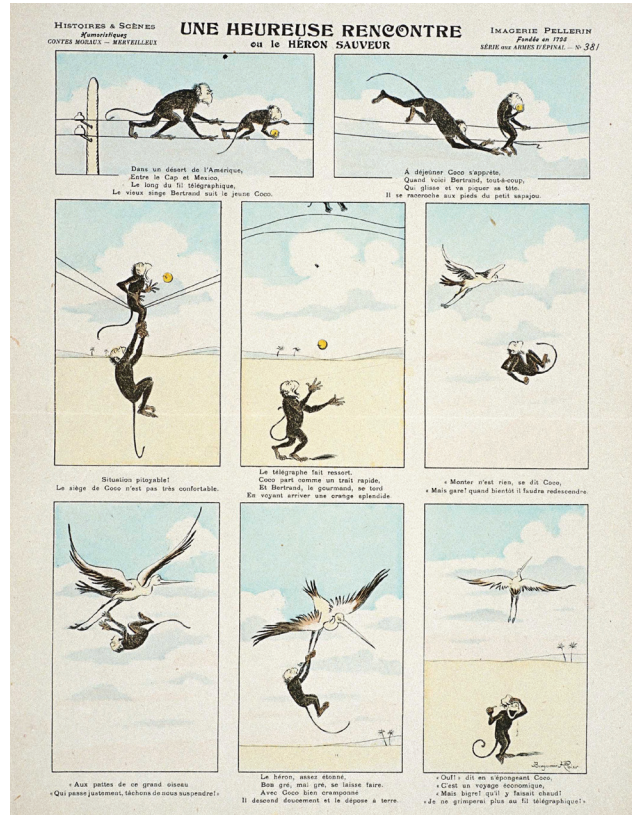 HISTOIRES & SCÈNES
Humoristiques
CONTES MORAUX – MERVEILLEUX
UNE HEUREUSE RENCONTRE
ou le HÉRON SAUVEUR
IMAGERIE PELLERIN
Fondée en 1796
SÉRIE aux ARMES D'ÉPINAL – No 381
Dans un désert de l'Amérique,
Entre le Cap et Mexico,
Le long du fil télégraphique,
Le vieux singe Bertrand suit le jeune Coco.
A déjeûner Coco s'apprête,
Quand voici Bertrand, tout-à-coup,
Qui glisse et va piquer sa tête.
Il se raccroche aux pieds du petit sapajou.
Situation pitoyable!
Le siège de Coco n'est pas très confortable.
Le télégraphe fait ressort.
Coco part comme un trait rapide,
Et Bertrand, le gourmand, se tord
En voyant arriver une orange splendide.
« Monter n'est rien, se dit Coco,
« Mais gare! quand bientôt il faudra redescendre.
« Aux pattes de ce grand oiseau
« Qui passe justement, tâchons de nous suspendre!»
Le héron, assez étonné,
Bon gré, mal gré, se laisse faire.
Avec Coco bien cramponné
Il descend doucement et le dépose à terre.
« Ouf!» dit en s'épongeant Coco,
« C'est un voyage économique,
« Mais bigre! qu'il y faisait chaud!
«Je ne grimperai plus au fil télégraphique!»